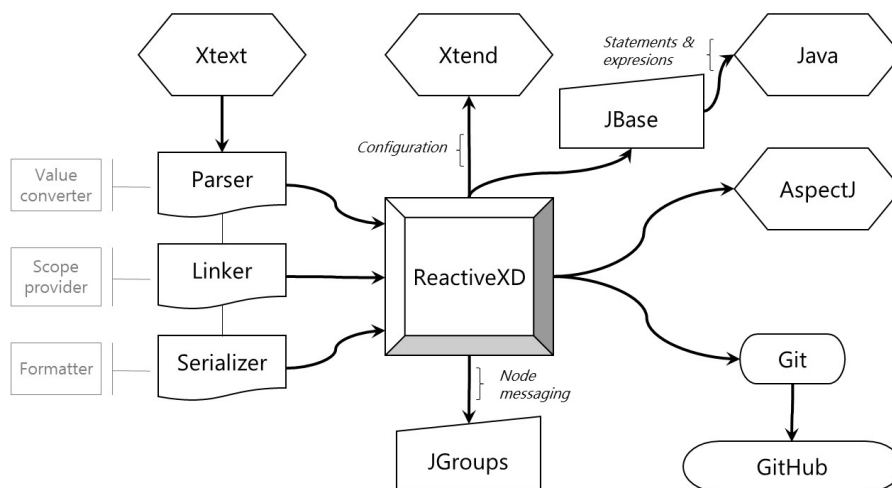 Xtext
Xtend
Statements &
expresions
Java
JBase
Configuration
Value
converter
Parser
AspectJ
Scope
provider
Linker
ReactiveXD
Formatter
Serializer
Git
Node
messaging
JGroups
GitHub